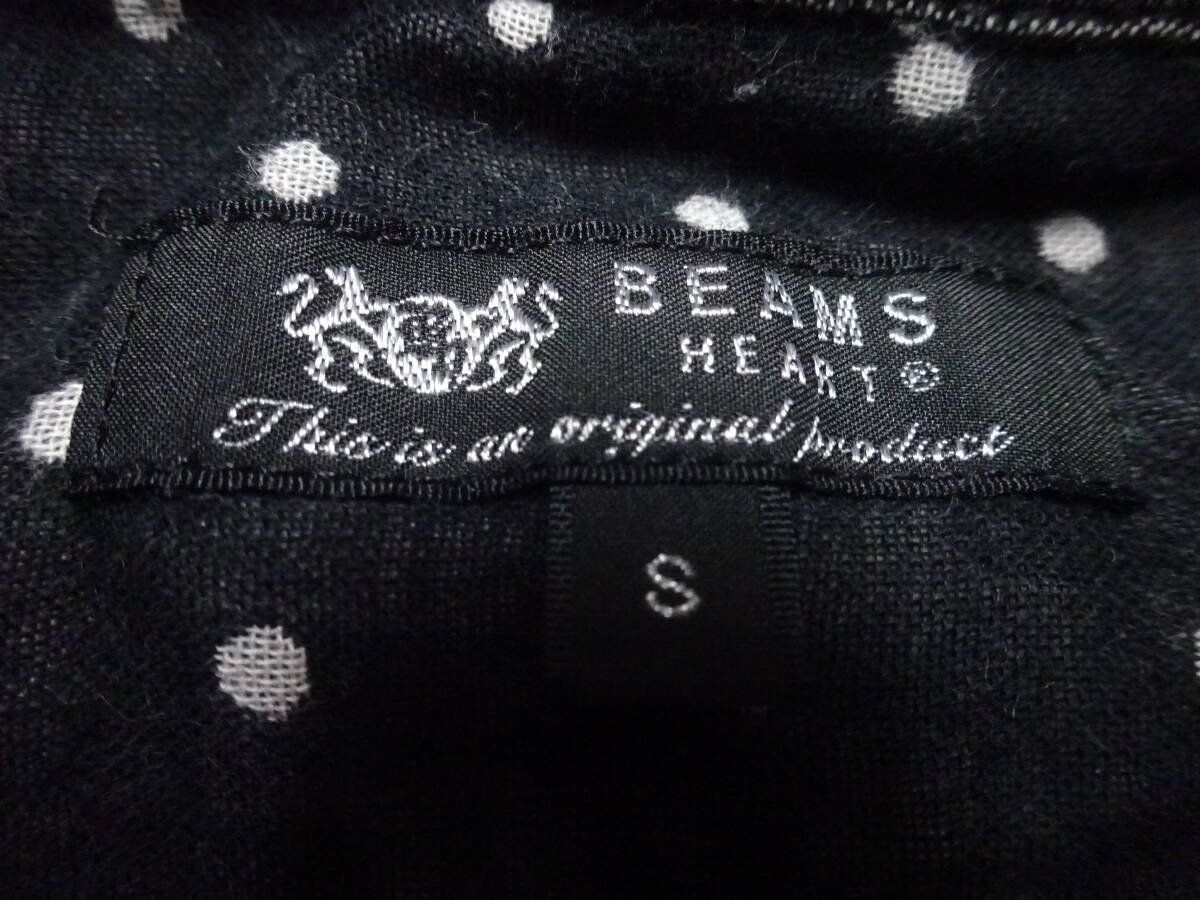 BEAMS
HEART®
This is an original product
S